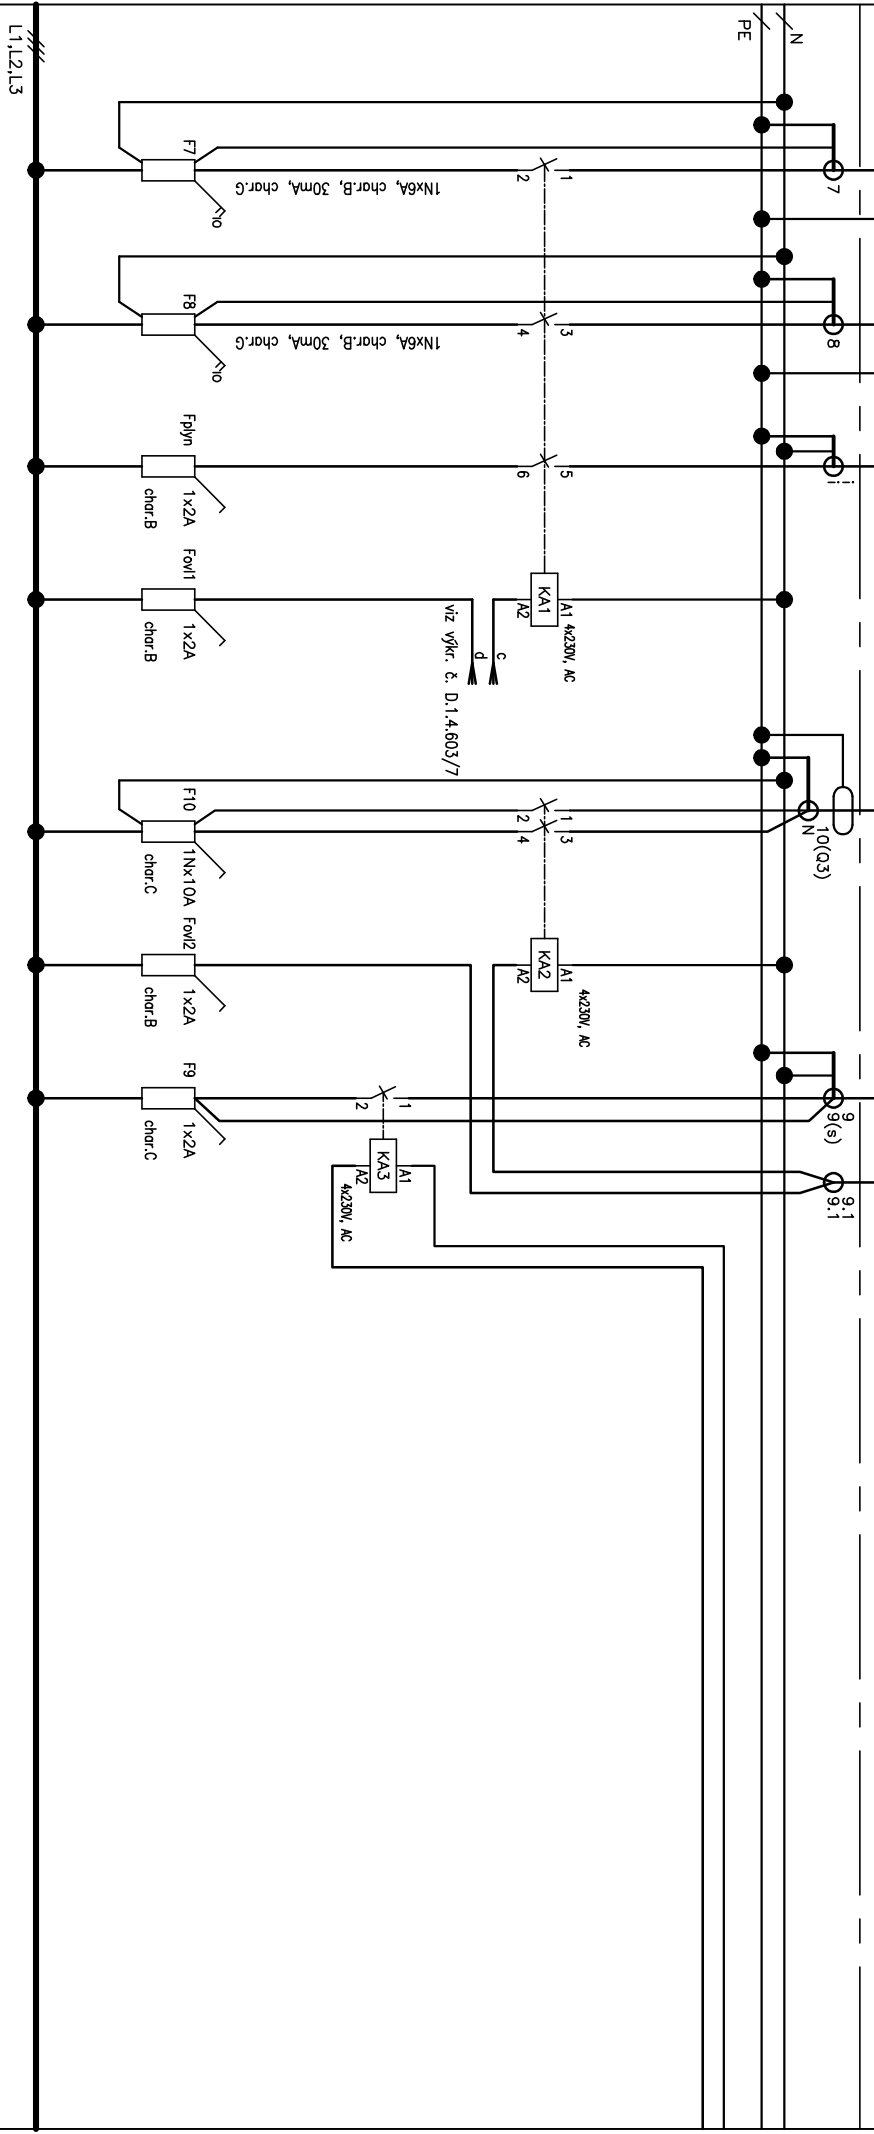 L1,L2,L3
PE
N
F7
1Nx6A, char.B, 30mA, char.G
1
2
7
F8
1Nx6A, char.B, 30mA, char.G
3
4
8
Fplyn
1x2A
char.B
5
6
i
i
Fovl1
1x2A
char.B
KA1
A1
A2
4x230V, AC
c
d
viz výkr. č. D.1.4.603/7
F10
1Nx10A
char.C
1
2
3
4
10(Q3)
N
Fovl2
1x2A
char.B
KA2
A1
A2
4x230V, AC
F9
1x2A
char.C
1
2
9
9(s)
KA3
A1
A2
4x230V, AC
9.1
9.1